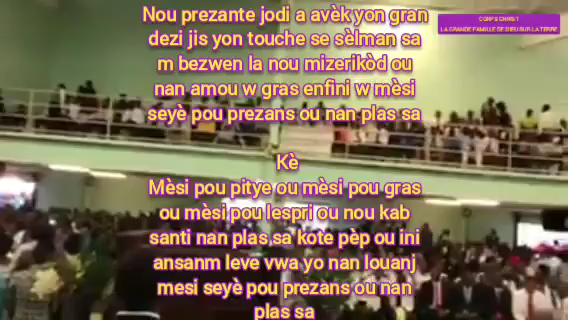 Nou prezante jodi a avèk yon gran
dezi jis yon touche se sèlman sa
m bezwen la nou mizerikòd ou
nan amou w gras enfini w mèsi
seyè pou prezans ou nan plas sa
Kè
Mèsi pou pitye ou mèsi pou gras
ou mèsi pou lespri ou nou kab
santi nan plas,sa kote pèp ou ini
ansanm leve vwa yo nan louanj
mesi seyè pou prezans ou nan
plas sa
CORPS CHRIST
LA GRANDE FAMILLE DE DIEU SUR LA TERRE